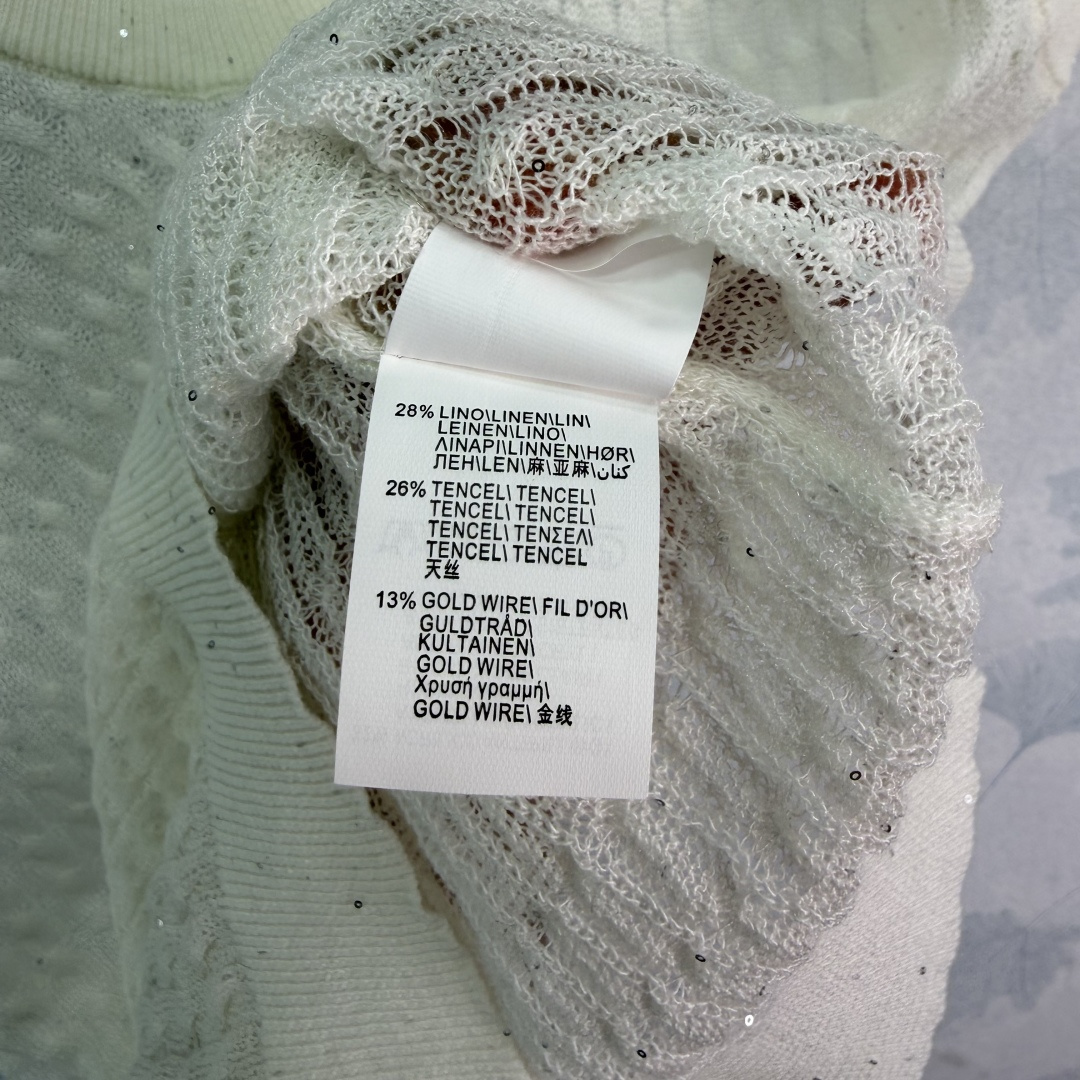 28% LINO\LINEN\LIN\
LEINEN\LINO\
ΛΙΝΑΡΙ\LINNEN\HØR\
ЛЕН\LEN\麻\亚麻\كتان
26% TENCEL\ TENCEL\
TENCEL\ TENCEL\
TENCEL\ ΤΕΝΣΕΛ\
TENCEL\ TENCEL
天丝
13% GOLD WIRE\ FIL D'OR\
GULDTRÅD\
KULTAINEN\
GOLD WIRE\
Χρυσή γραμμή\
GOLD WIRE\ 金线